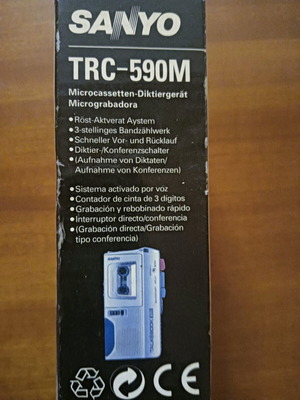 SANYO
TRC-590M
Microcassetten-Diktiergerät
Micrograbadora
•Röst-Aktverat Aystem
•3-stellinges Bandzählwerk
•Schneller Vor- und Rücklauf
•Diktier-/Konferenzschalter
•(Aufnahme von Diktaten/
Aufnahme von Konferenzen)
•Sistema activado por voz
•Contador de cinta de 3 dígitos
•Grabación y rebobinado rápido
•Interruptor directo/conferencia
•(Grabación directa/Grabación
tipo conferencia)
SANYO
TALKBOOK
CE